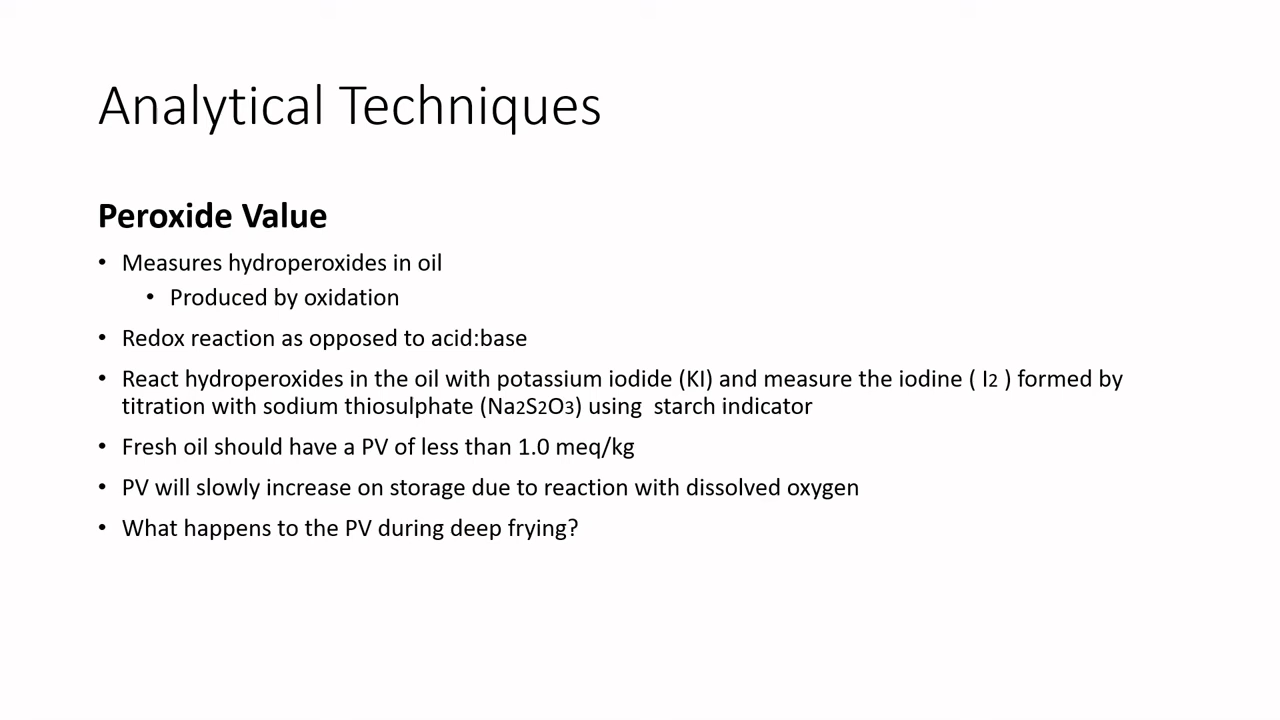 Analytical Techniques
Peroxide Value
• Measures hydroperoxides in oil
• Produced by oxidation
• Redox reaction as opposed to acid:base
• React hydroperoxides in the oil with potassium iodide (KI) and measure the iodine ( I2 ) formed by
titration with sodium thiosulphate (Na2S2O3) using  starch indicator
• Fresh oil should have a PV of less than 1.0 meq/kg
• PV will slowly increase on storage due to reaction with dissolved oxygen
• What happens to the PV during deep frying?